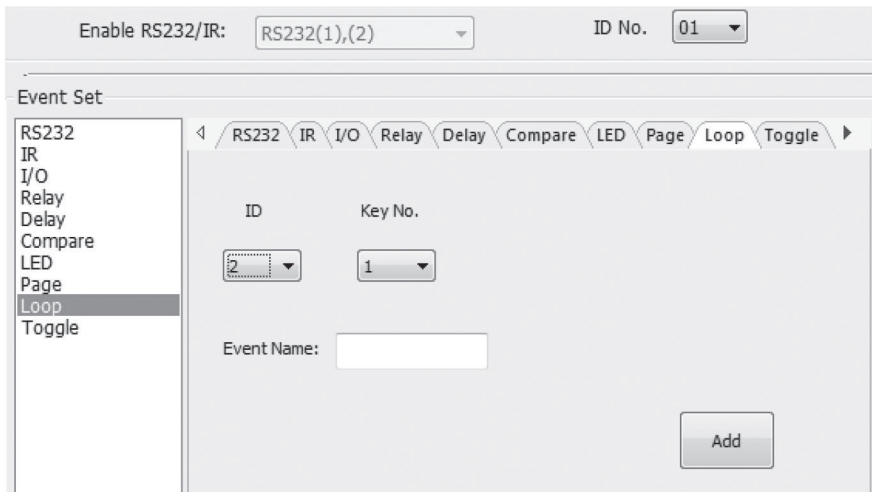 Enable RS232/IR: RS232(1),(2) ID No. 01
Event Set
RS232
IR
I/O
Relay
Delay
Compare
LED
Page
Loop
Toggle
RS232 IR I/O Relay Delay Compare LED Page Loop Toggle
ID Key No.
2 1
Event Name:
Add